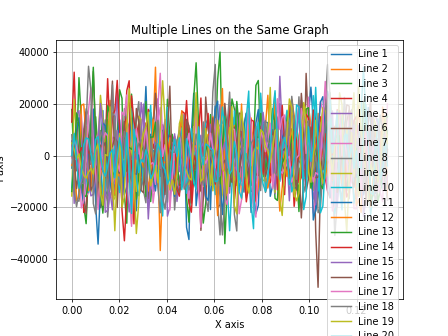 Multiple Lines on the Same Graph
40000
20000
0
−20000
−40000
0.00
0.02
0.04
0.06
0.08
0.10
X axis
Line 1
Line 2
Line 3
Line 4
Line 5
Line 6
Line 7
Line 8
Line 9
Line 10
Line 11
Line 12
Line 13
Line 14
Line 15
Line 16
Line 17
Line 18
Line 19
Line 20